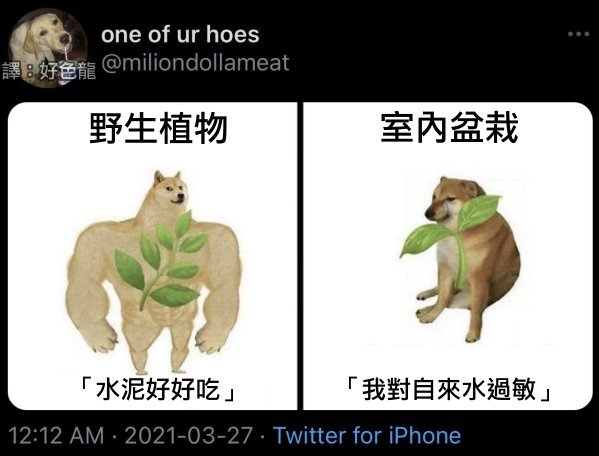 one of ur hoes
@miliondollameat
譯：好色龍
野生植物
室內盆栽
「水泥好好吃」
「我對自來水過敏」
12:12 AM · 2021-03-27 · Twitter for iPhone